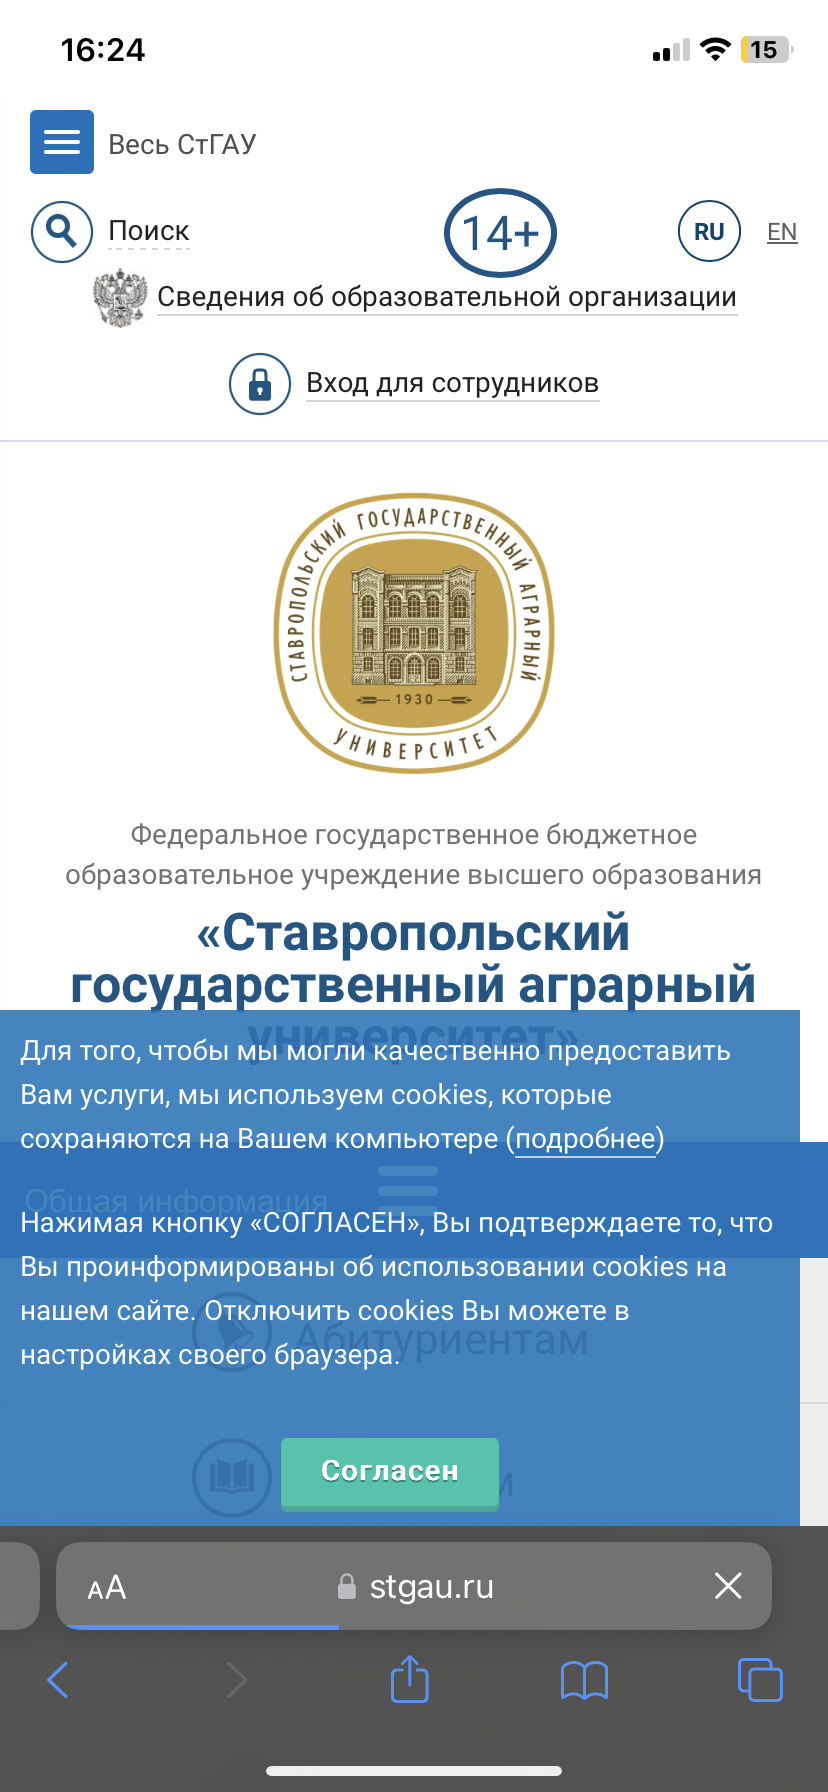 16:24
15
Весь СтГАУ
Поиск
14+
RU
EN
Сведения об образовательной организации
Вход для сотрудников
СТАВРОПОЛЬСКИЙ ГОСУДАРСТВЕННЫЙ АГРАРНЫЙ
1930
УНИВЕРСИТЕТ
Федеральное государственное бюджетное
образовательное учреждение высшего образования
«Ставропольский
государственный аграрный
университет»
Для того, чтобы мы могли качественно предоставить
Вам услуги, мы используем cookies, которые
сохраняются на Вашем компьютере (подробнее)
Общая информация
Нажимая кнопку «СОГЛАСЕН», Вы подтверждаете то, что
Вы проинформированы об использовании cookies на
нашем сайте. Отключить cookies Вы можете в
Абитуриентам
настройках своего браузера.
Согласен
AA
stgau.ru